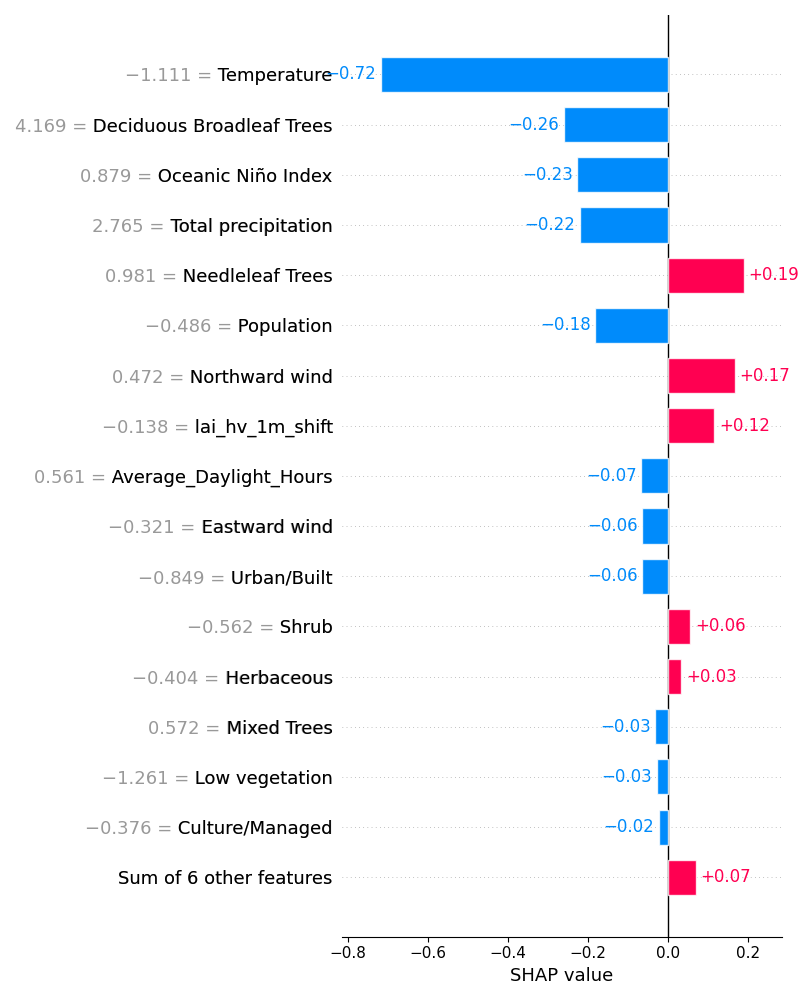 −1.111 = Temperature −0.72
4.169 = Deciduous Broadleaf Trees −0.26
0.879 = Oceanic Niño Index −0.23
2.765 = Total precipitation −0.22
0.981 = Needleleaf Trees +0.19
−0.486 = Population −0.18
0.472 = Northward wind +0.17
−0.138 = lai_hv_1m_shift +0.12
0.561 = Average_Daylight_Hours −0.07
−0.321 = Eastward wind −0.06
−0.849 = Urban/Built −0.06
−0.562 = Shrub +0.06
−0.404 = Herbaceous +0.03
0.572 = Mixed Trees −0.03
−1.261 = Low vegetation −0.03
−0.376 = Culture/Managed −0.02
Sum of 6 other features +0.07
−0.8 −0.6 −0.4 −0.2 0.0 0.2
SHAP value